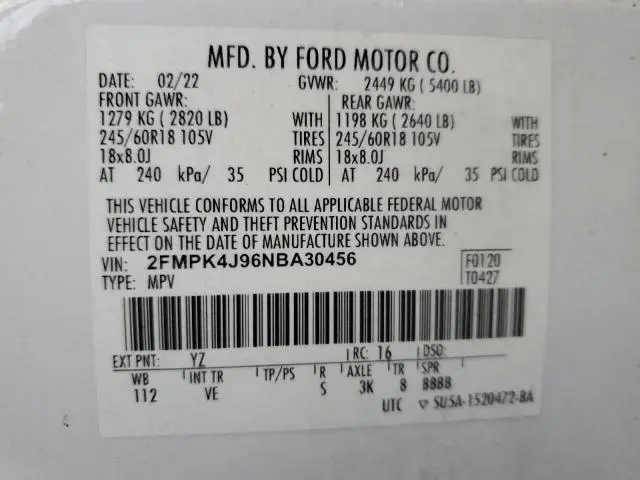 MFD. BY FORD MOTOR CO.
DATE: 02/22 GVWR: 2449 KG ( 5400 LB)
FRONT GAWR: REAR GAWR:
1279 KG ( 2820 LB) WITH 1198 KG ( 2640 LB) WITH
245/60R18 105V TIRES 245/60R18 105V TIRES
18x8.0J RIMS 18x8.0J RIMS
AT 240 kPa/ 35 PSI COLD AT 240 kPa/ 35 PSI COLD
THIS VEHICLE CONFORMS TO ALL APPLICABLE FEDERAL MOTOR
VEHICLE SAFETY AND THEFT PREVENTION STANDARDS IN
EFFECT ON THE DATE OF MANUFACTURE SHOWN ABOVE.
VIN: 2FMPK4J96NBA30456 F0120
TYPE: MPV T0427
EXT PNT: YZ RC: 16 DSO:
WB INT TR TP/PS R AXLE TR SPR
112 VE S 3K 8 8888
UTC ▽ SU5A-1520472-BA